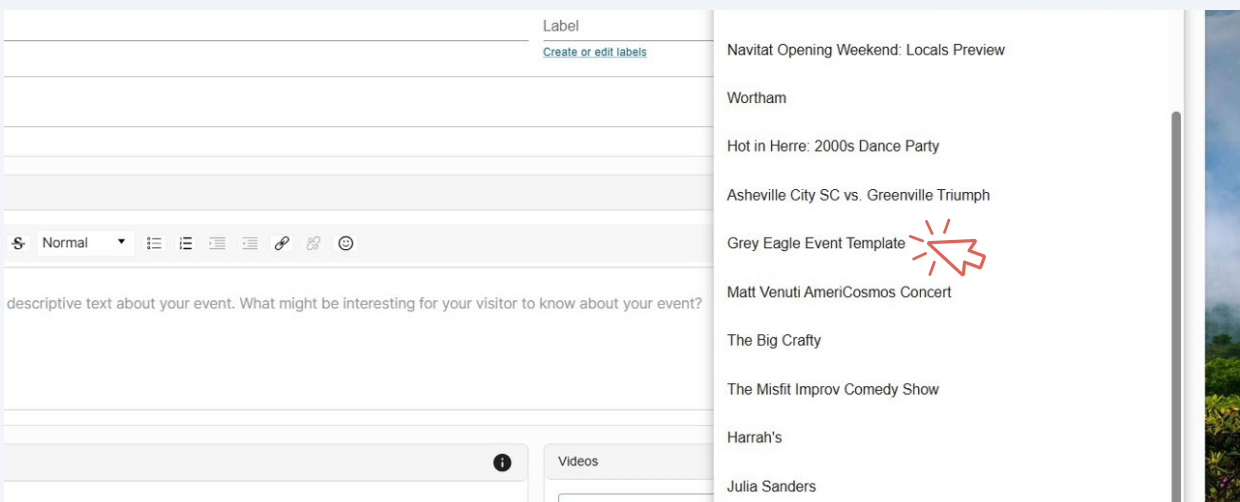 Label
Create or edit labels
S Normal
descriptive text about your event. What might be interesting for your visitor to know about your event?
Videos
Navitat Opening Weekend: Locals Preview
Wortham
Hot in Herre: 2000s Dance Party
Asheville City SC vs. Greenville Triumph
Grey Eagle Event Template
Matt Venuti AmeriCosmos Concert
The Big Crafty
The Misfit Improv Comedy Show
Harrah's
Julia Sanders